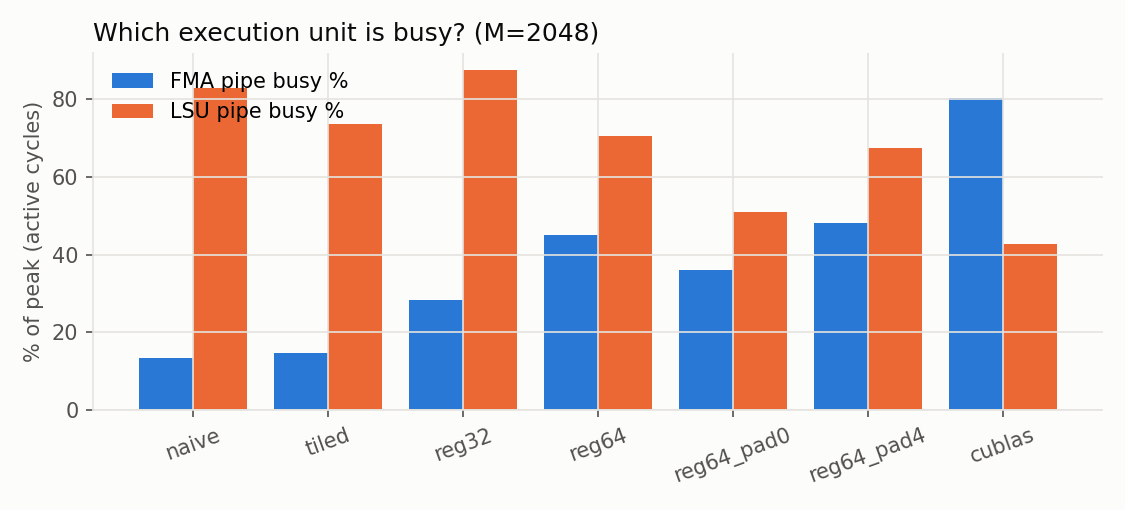 Which execution unit is busy? (M=2048)
FMA pipe busy %
LSU pipe busy %
% of peak (active cycles)
80
60
40
20
0
naive
tiled
reg32
reg64
reg64_pad0
reg64_pad4
cublas